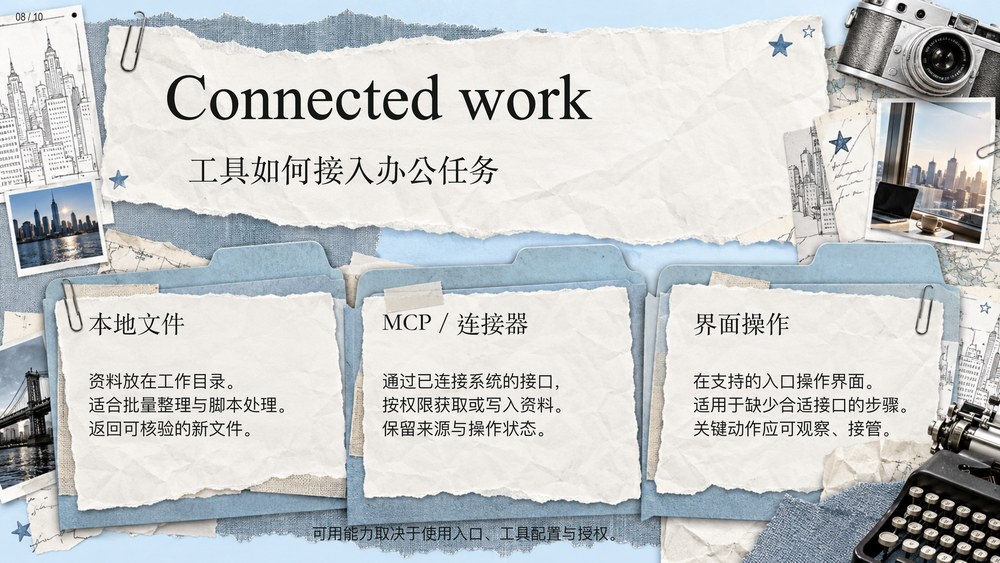 08 / 10
Connected work
工具如何接入办公任务
本地文件
资料放在工作目录。
适合批量整理与脚本处理。
返回可核验的新文件。
MCP / 连接器
通过已连接系统的接口，
按权限获取或写入资料。
保留来源与操作状态。
界面操作
在支持的入口操作界面。
适用于缺少合适接口的步骤。
关键动作应可观察、接管。
可用能力取决于使用入口、工具配置与授权。